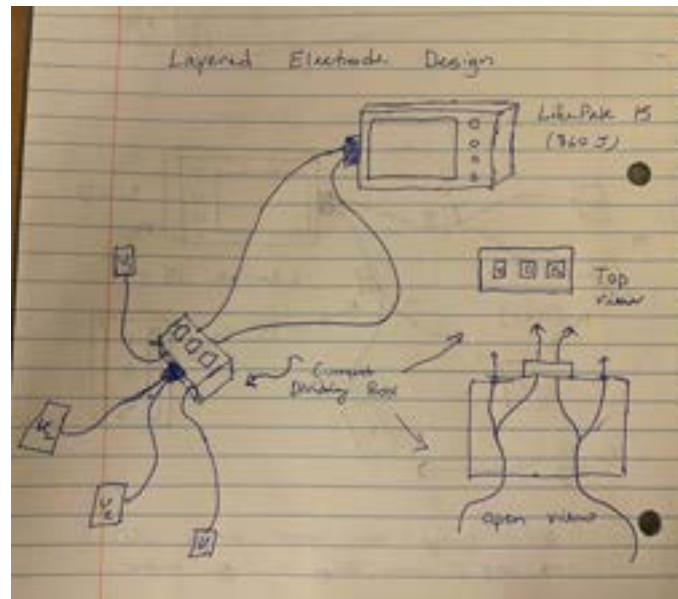 Layered Electrode Design
LifePak 15
(360 J)
Top
view
Current
Dividing Box
open view